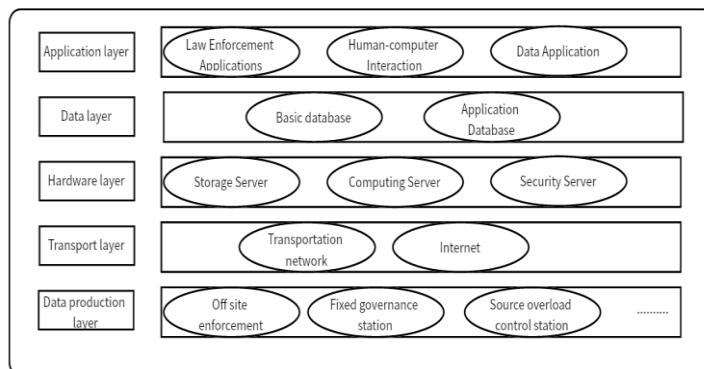 Application layer
Law Enforcement
Applications
Human-computer
Interaction
Data Application
Data layer
Basic database
Application
Database
Hardware layer
Storage Server
Computing Server
Security Server
Transport layer
Transportation
network
Internet
Data production
layer
Off site
enforcement
Fixed governance
station
Source overload
control station
..........